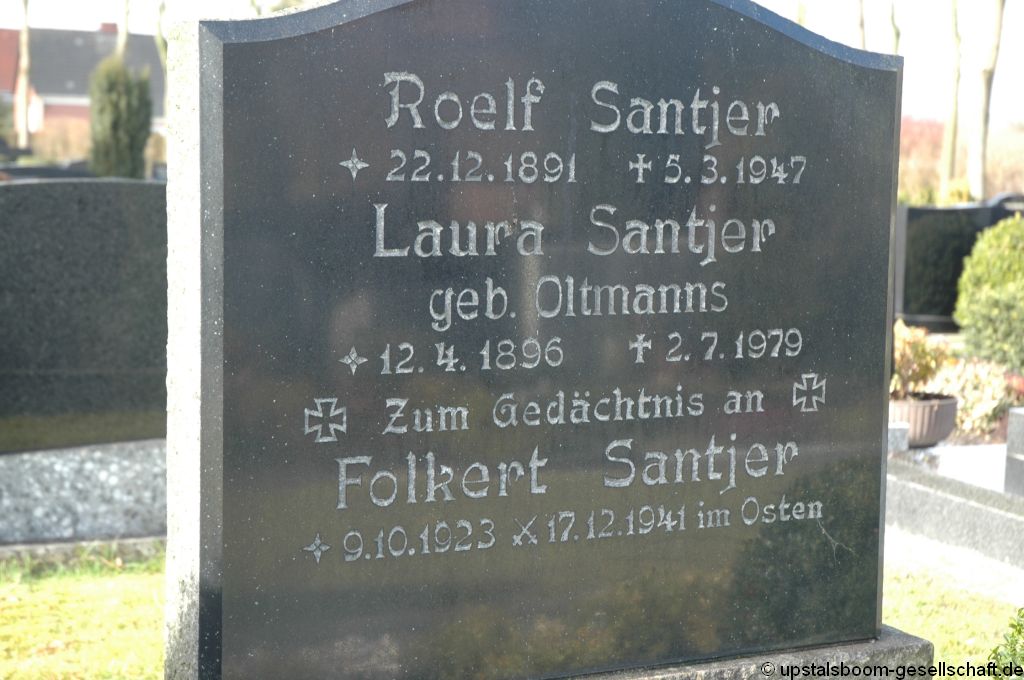 Roelf Santjer
22.12.1891 † 5.3.1947
Laura Santjer
geb. Oltmanns
12.4.1896 † 2.7.1979
Zum Gedächtnis an
Folkert Santjer
9.10.1923 ⚔ 17.12.1941 im Osten
© upstalsboom-gesellschaft.de